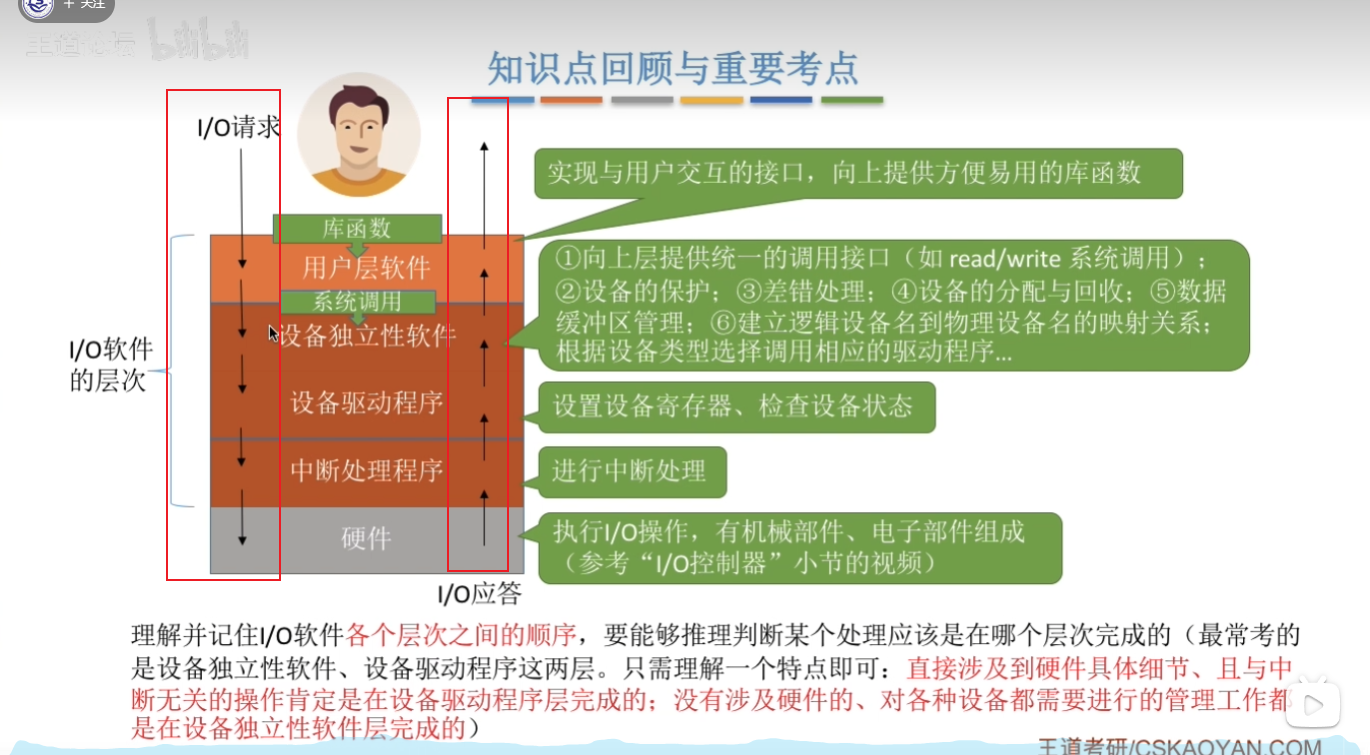 + 关注
王道论坛 bilibili
知识点回顾与重要考点
I/O请求
库函数
用户层软件
系统调用
设备独立性软件
设备驱动程序
中断处理程序
硬件
I/O软件
的层次
I/O应答
实现与用户交互的接口，向上提供方便易用的库函数
①向上层提供统一的调用接口（如 read/write 系统调用）；
②设备的保护；③差错处理；④设备的分配与回收；⑤数据
缓冲区管理；⑥建立逻辑设备名到物理设备名的映射关系；
根据设备类型选择调用相应的驱动程序...
设置设备寄存器、检查设备状态
进行中断处理
执行I/O操作，有机械部件、电子部件组成
（参考“I/O控制器”小节的视频）
理解并记住I/O软件各个层次之间的顺序，要能够推理判断某个处理应该是在哪个层次完成的（最常考的
是设备独立性软件、设备驱动程序这两层。只需理解一个特点即可：直接涉及到硬件具体细节、且与中
断无关的操作肯定是在设备驱动程序层完成的；没有涉及硬件的、对各种设备都需要进行的管理工作都
是在设备独立性软件层完成的）
王道考研/CSKAOYAN.COM